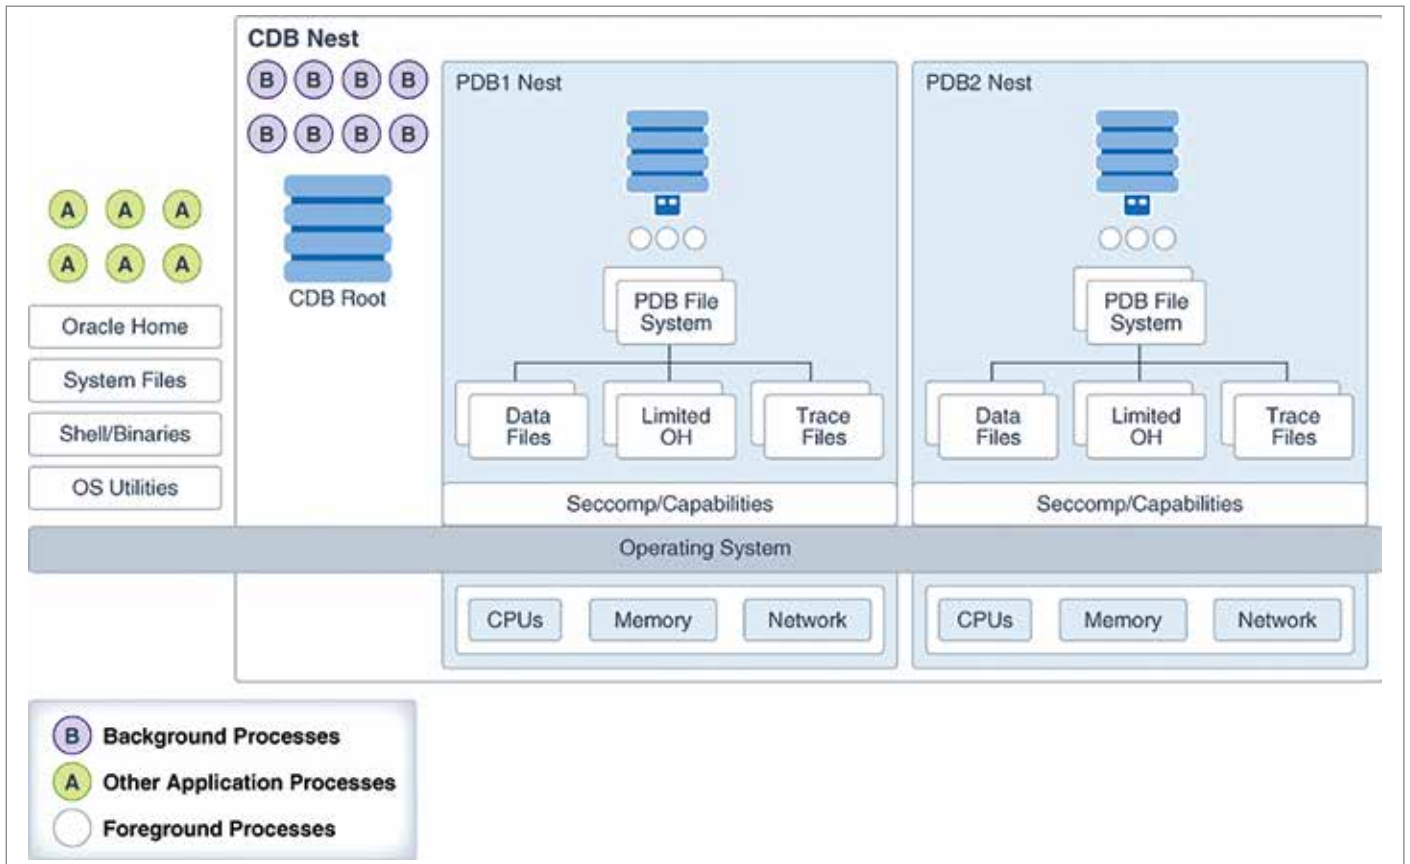 CDB Nest
B B B B
B B B B
CDB Root
A A A
A A A
Oracle Home
System Files
Shell/Binaries
OS Utilities
PDB1 Nest
PDB File
System
Data
Files
Limited
OH
Trace
Files
Seccomp/Capabilities
PDB2 Nest
PDB File
System
Data
Files
Limited
OH
Trace
Files
Seccomp/Capabilities
Operating System
CPUs
Memory
Network
CPUs
Memory
Network
B Background Processes
A Other Application Processes
Foreground Processes